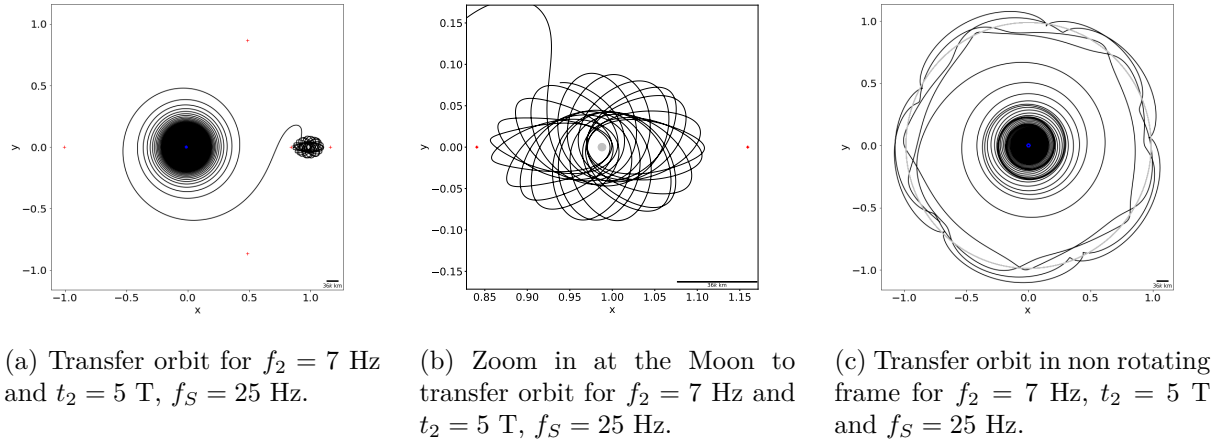 1.0
0.5
0.0
−0.5
−1.0
y
−1.0 −0.5 0.0 0.5 1.0
x
36k km
0.15
0.10
0.05
0.00
−0.05
−0.10
−0.15
y
0.85 0.90 0.95 1.00 1.05 1.10 1.15
x
36k km
1.0
0.5
0.0
−0.5
−1.0
y
−1.0 −0.5 0.0 0.5 1.0
x
36k km
(a) Transfer orbit for f₂ = 7 Hz
and t₂ = 5 T, f_S = 25 Hz.
(b) Zoom in at the Moon to
transfer orbit for f₂ = 7 Hz and
t₂ = 5 T, f_S = 25 Hz.
(c) Transfer orbit in non rotating
frame for f₂ = 7 Hz, t₂ = 5 T
and f_S = 25 Hz.